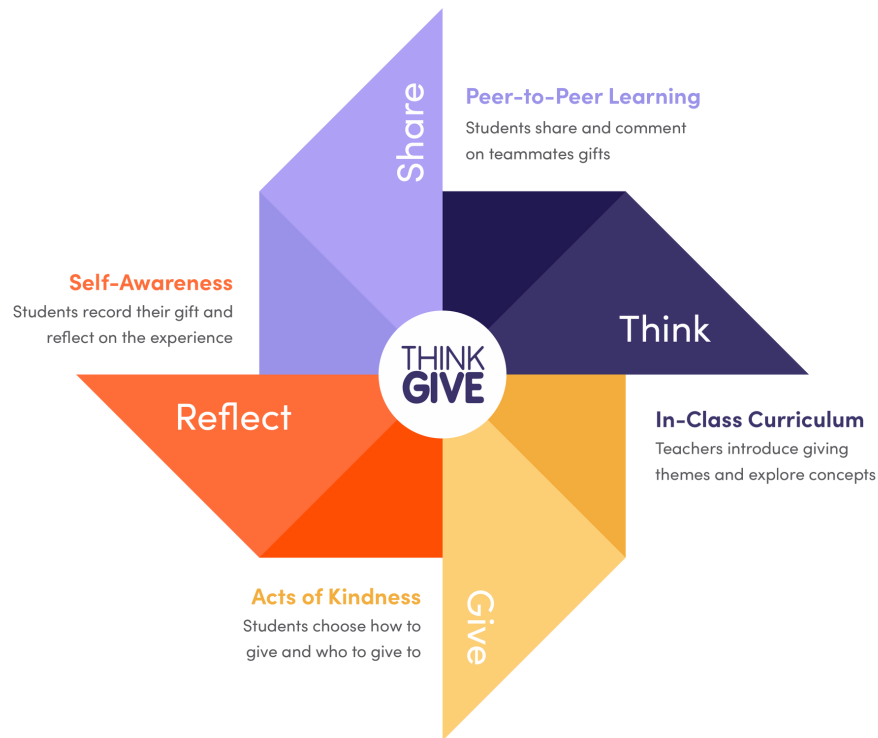 Share
Peer-to-Peer Learning
Students share and comment
on teammates gifts
Think
In-Class Curriculum
Teachers introduce giving
themes and explore concepts
Give
Acts of Kindness
Students choose how to
give and who to give to
Reflect
Self-Awareness
Students record their gift and
reflect on the experience
THINK
GIVE